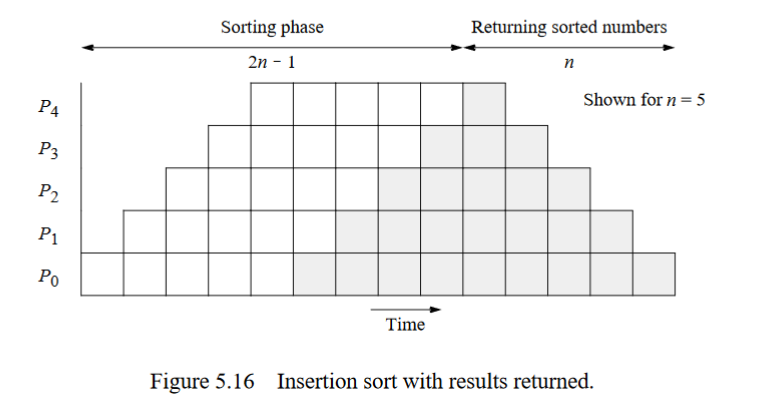 Sorting phase
Returning sorted numbers
2n − 1
n
Shown for n = 5
P4
P3
P2
P1
P0
Time
Figure 5.16    Insertion sort with results returned.